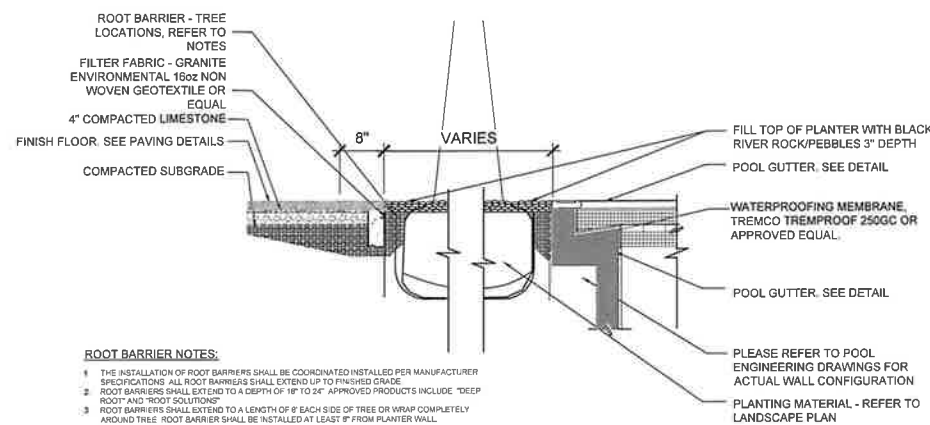 ROOT BARRIER - TREE
LOCATIONS, REFER TO
NOTES
FILTER FABRIC - GRANITE
ENVIRONMENTAL 16oz NON
WOVEN GEOTEXTILE OR
EQUAL
4" COMPACTED LIMESTONE
FINISH FLOOR. SEE PAVING DETAILS
COMPACTED SUBGRADE
8"
VARIES
FILL TOP OF PLANTER WITH BLACK
RIVER ROCK/PEBBLES 3" DEPTH
POOL GUTTER. SEE DETAIL
WATERPROOFING MEMBRANE,
TREMCO TREMPROOF 250GC OR
APPROVED EQUAL.
POOL GUTTER. SEE DETAIL
PLEASE REFER TO POOL
ENGINEERING DRAWINGS FOR
ACTUAL WALL CONFIGURATION
PLANTING MATERIAL - REFER TO
LANDSCAPE PLAN
ROOT BARRIER NOTES:
1 THE INSTALLATION OF ROOT BARRIERS SHALL BE COORDINATED INSTALLED PER MANUFACTURER
SPECIFICATIONS ALL ROOT BARRIERS SHALL EXTEND UP TO FINISHED GRADE
2. ROOT BARRIERS SHALL EXTEND TO A DEPTH OF 18" TO 24" APPROVED PRODUCTS INCLUDE "DEEP
ROOT" AND "ROOT SOLUTIONS"
3 ROOT BARRIERS SHALL EXTEND TO A LENGTH OF 6' EACH SIDE OF TREE OR WRAP COMPLETELY
AROUND TREE ROOT BARRIER SHALL BE INSTALLED AT LEAST 8" FROM PLANTER WALL